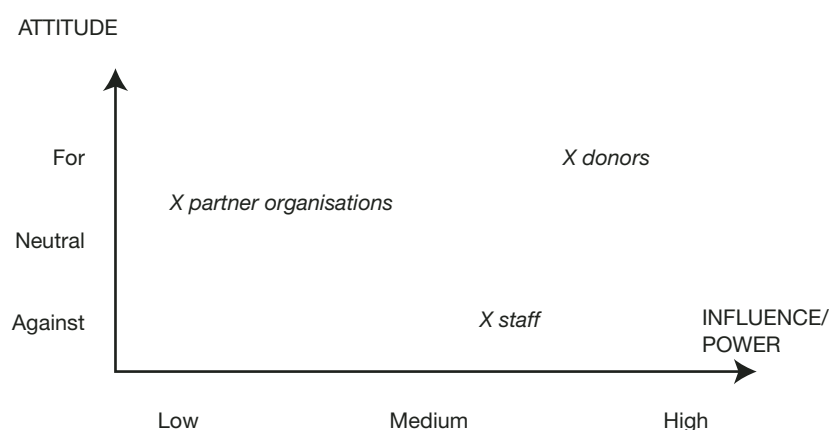 ATTITUDE
For
X donors
X partner organisations
Neutral
Against
X staff
INFLUENCE/
POWER
Low
Medium
High